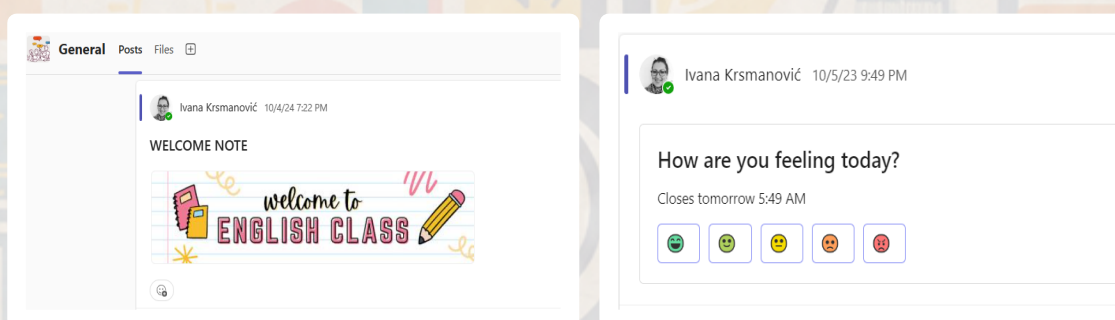 General Posts Files
Ivana Krsmanović 10/4/24 7:22 PM
WELCOME NOTE
welcome to
ENGLISH CLASS
Ivana Krsmanović 10/5/23 9:49 PM
How are you feeling today?
Closes tomorrow 5:49 AM